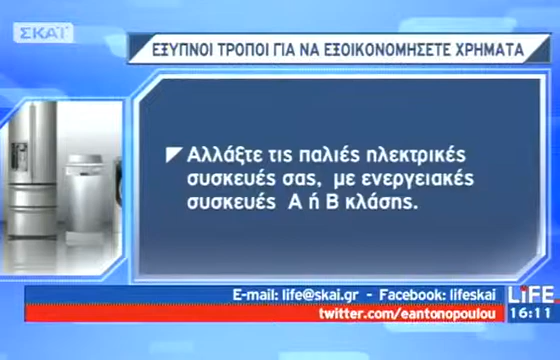 ΣΚΑΪ
ΕΞΥΠΝΟΙ ΤΡΟΠΟΙ ΓΙΑ ΝΑ ΕΞΟΙΚΟΝΟΜΗΣΕΤΕ ΧΡΗΜΑΤΑ
Αλλάξτε τις παλιές ηλεκτρικές
συσκευές σας, με ενεργειακές
συσκευές Α ή Β κλάσης.
E-mail: life@skai.gr - Facebook: lifeskai
twitter.com/eantonopoulou
LiFE
16:11